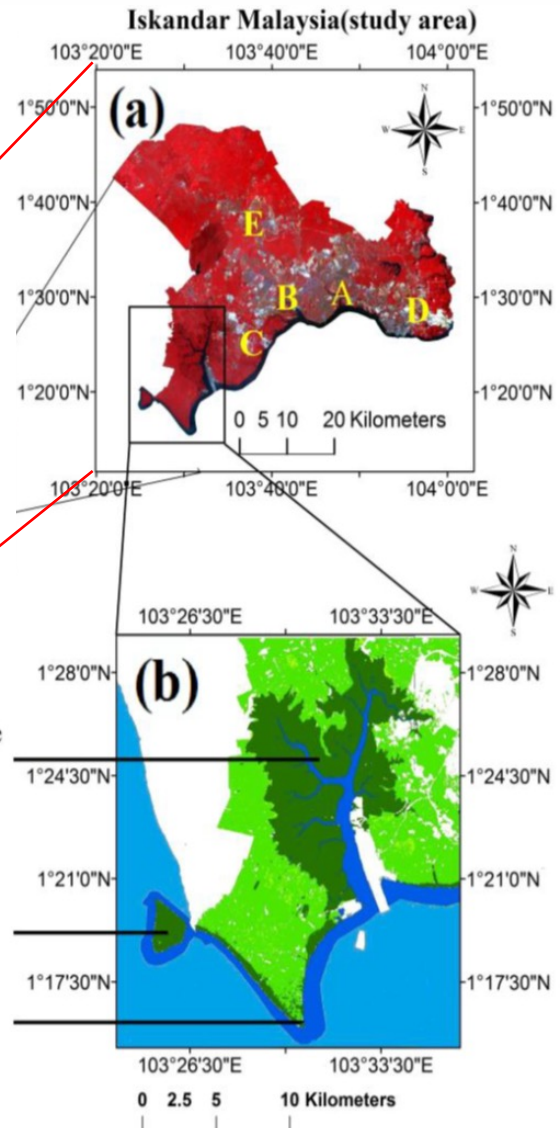 Iskandar Malaysia(study area)
103°20'0"E 103°40'0"E 104°0'0"E
(a)
N
W E
S
1°50'0"N 1°50'0"N
1°40'0"N 1°40'0"N
E
1°30'0"N 1°30'0"N
B A D
C
1°20'0"N 1°20'0"N
0 5 10 20 Kilometers
103°20'0"E 103°40'0"E 104°0'0"E
N
W E
S
103°26'30"E 103°33'30"E
(b)
1°28'0"N 1°28'0"N
e
1°24'30"N 1°24'30"N
1°21'0"N 1°21'0"N
1°17'30"N 1°17'30"N
103°26'30"E 103°33'30"E
0 2.5 5 10 Kilometers